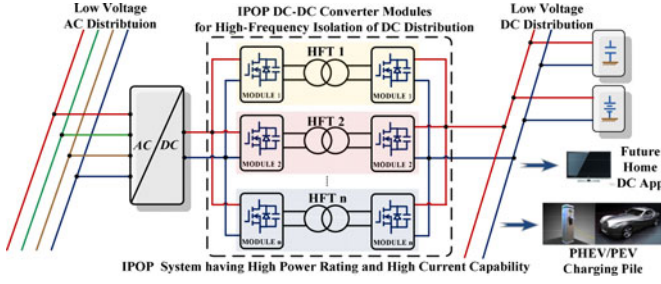 Low Voltage
AC Distribtuion
IPOP DC-DC Converter Modules
for High-Frequency Isolation of DC Distribution
Low Voltage
DC Distribution
HFT 1
MODULE 1
MODULE 1
AC
DC
HFT 2
MODULE 2
MODULE 2
HFT n
MODULE n
MODULE n
Future
Home
DC App
PHEV/PEV
Charging Pile
IPOP System having High Power Rating and High Current Capability